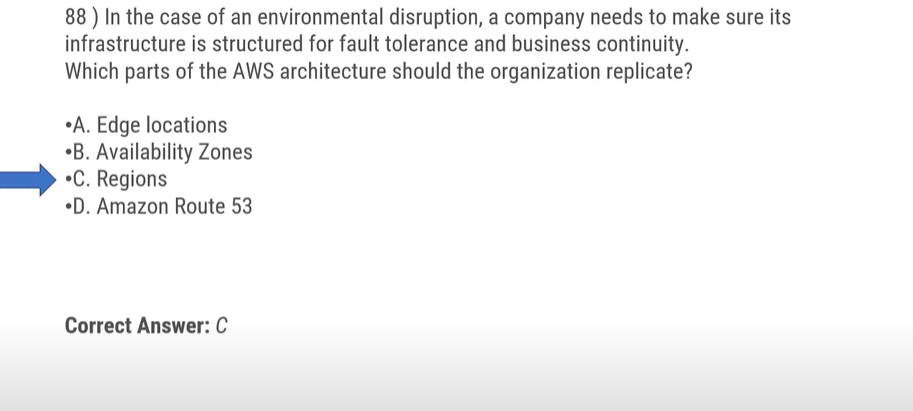 88 ) In the case of an environmental disruption, a company needs to make sure its
infrastructure is structured for fault tolerance and business continuity.
Which parts of the AWS architecture should the organization replicate?
•A. Edge locations
•B. Availability Zones
•C. Regions
•D. Amazon Route 53
Correct Answer: C